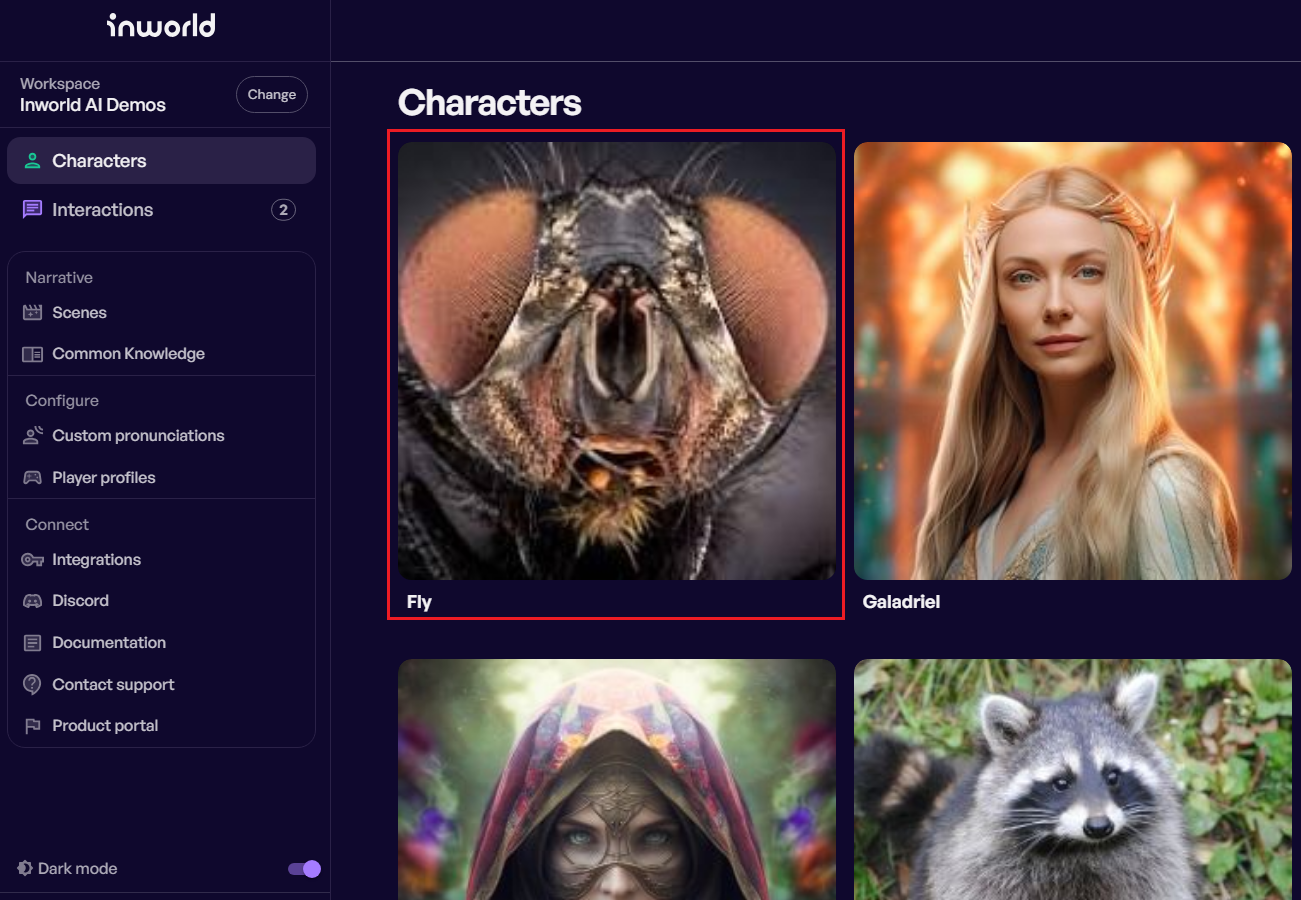 inworld
Workspace
Inworld AI Demos
Change
Characters
Interactions
2
Narrative
Scenes
Common Knowledge
Configure
Custom pronunciations
Player profiles
Connect
Integrations
Discord
Documentation
Contact support
Product portal
Dark mode
Characters
Fly
Galadriel